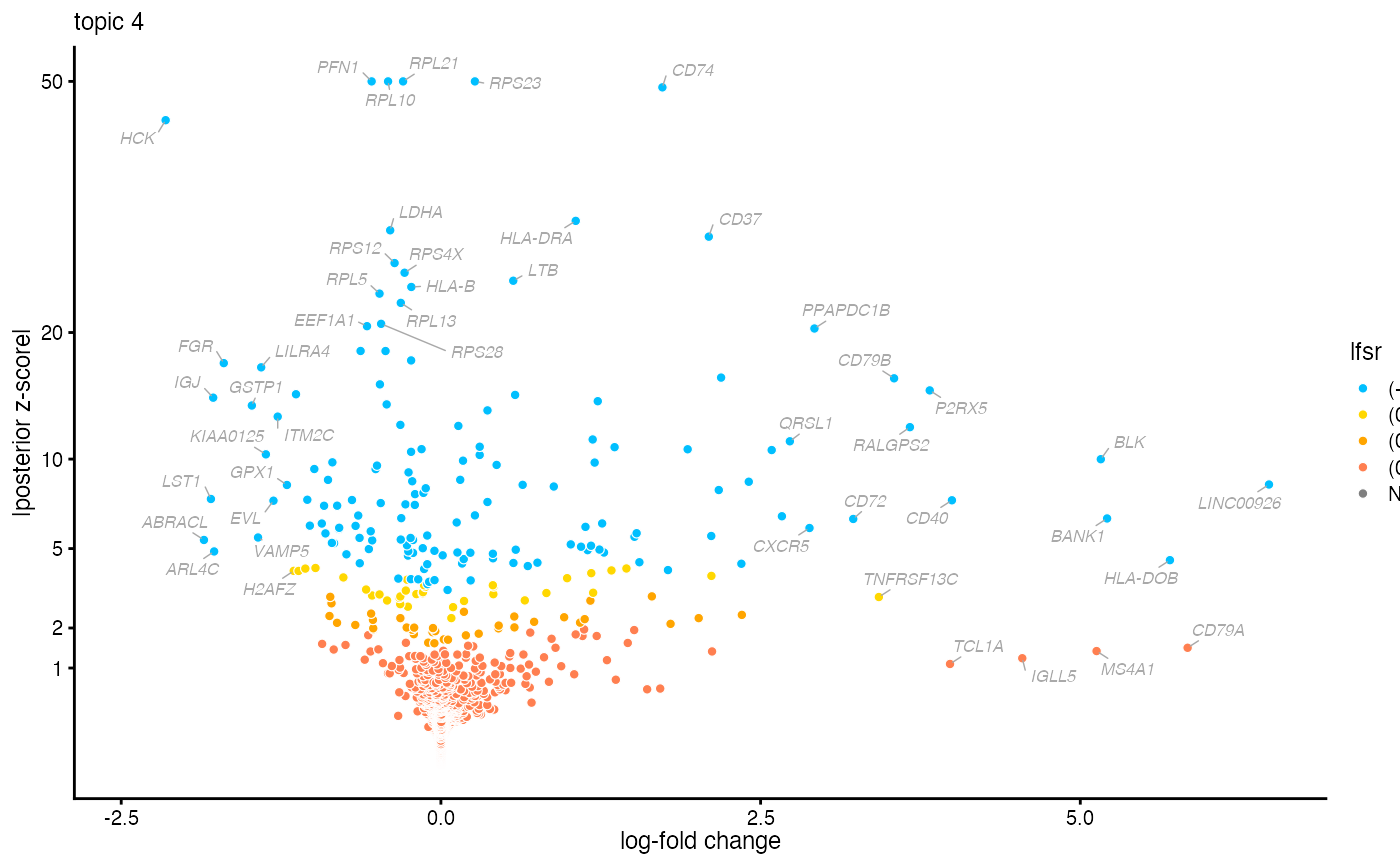 topic 4
PFN1
RPL21
RPL10
RPS23
CD74
HCK
LDHA
CD37
HLA-DRA
RPS12
RPS4X
LTB
RPL5
HLA-B
RPL13
PPAPDC1B
EEF1A1
RPS28
FGR
LILRA4
CD79B
IGJ
GSTP1
P2RX5
KIAA0125
ITM2C
QRSL1
RALGPS2
BLK
GPX1
LST1
LINC00926
EVL
CD72
CD40
ABRACL
VAMP5
CXCR5
BANK1
ARL4C
H2AFZ
TNFRSF13C
HLA-DOB
TCL1A
IGLL5
MS4A1
CD79A
50
20
10
5
2
1
|posterior z-score|
-2.5
0.0
2.5
5.0
log-fold change
lfsr
(-
(0
(0
(0
N